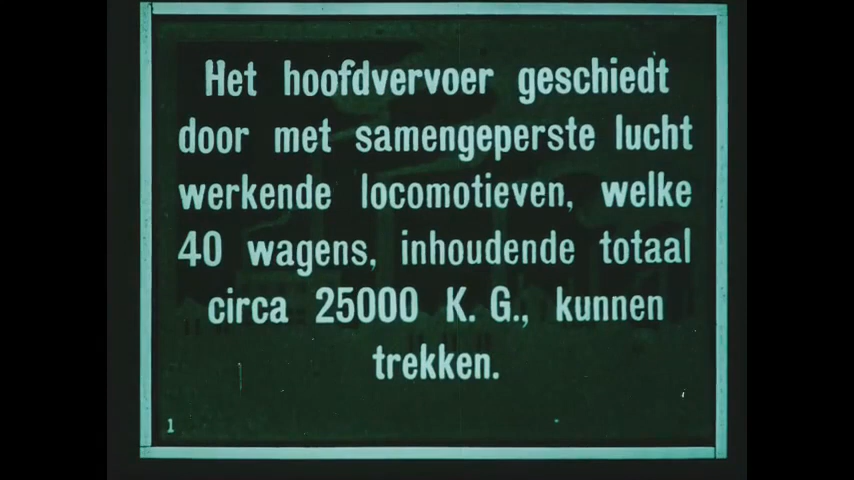 Het hoofdvervoer geschiedt
door met samengeperste lucht
werkende locomotieven, welke
40 wagens, inhoudende totaal
circa 25000 K. G., kunnen
trekken.
1